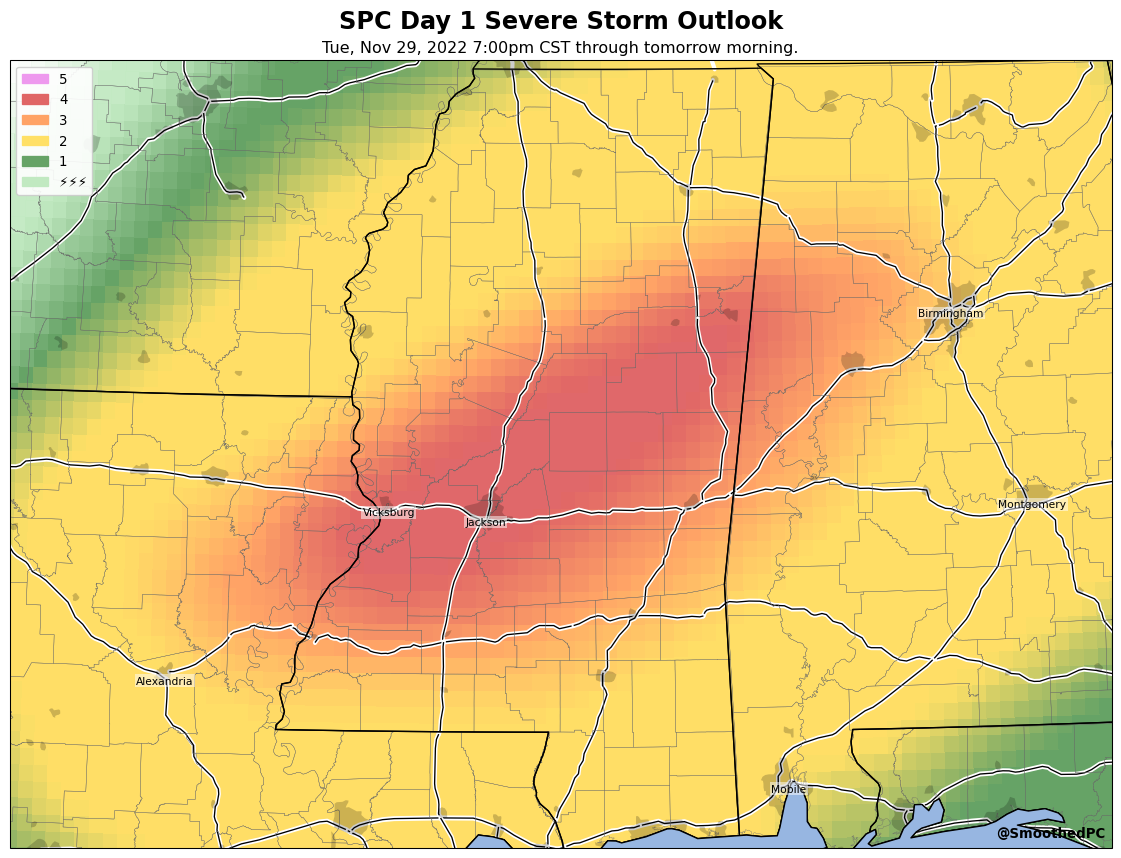 SPC Day 1 Severe Storm Outlook
Tue, Nov 29, 2022 7:00pm CST through tomorrow morning.
5
4
3
2
1
⚡⚡⚡
Birmingham
Vicksburg
Jackson
Montgomery
Alexandria
Mobile
@SmoothedPC